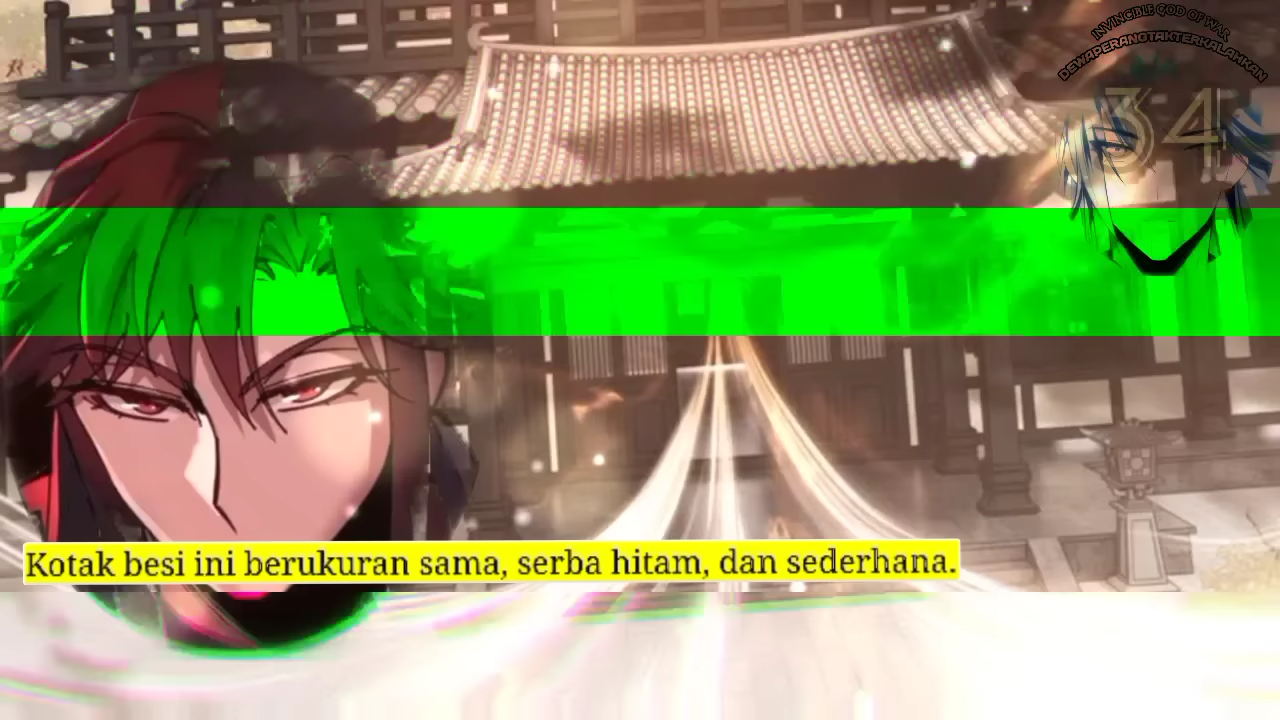 INVINCIBLE GOD OF WAR
DEWAPERANGTAKTERKALAHKAN
34
Kotak besi ini berukuran sama, serba hitam, dan sederhana.